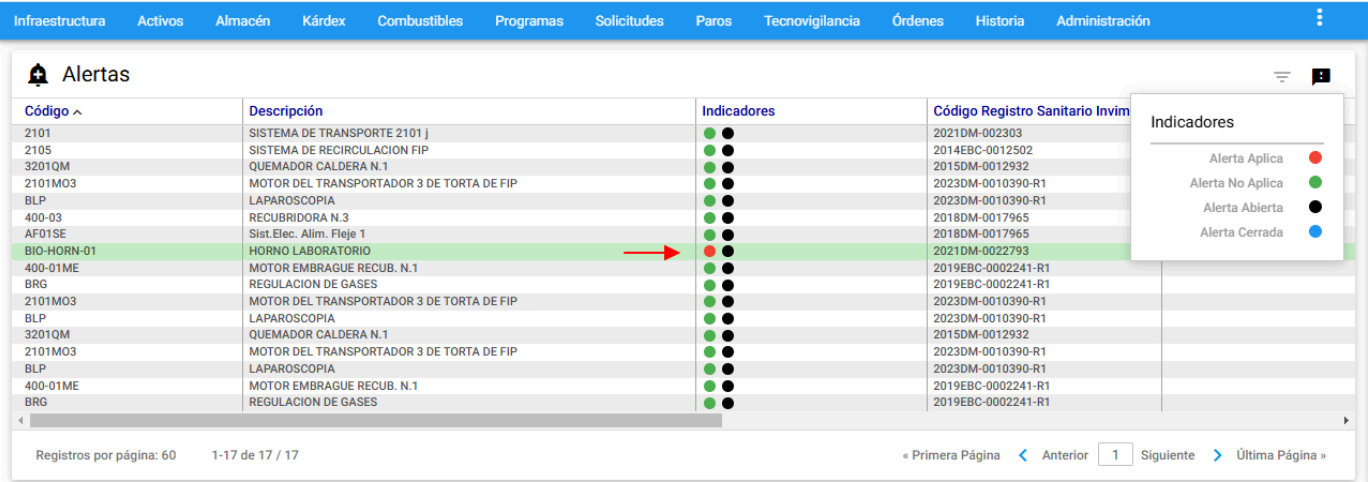 Infraestructura Activos Almacén Kárdex Combustibles Programas Solicitudes Paros Tecnovigilancia Órdenes Historia Administración
Alertas
Código Descripción Indicadores Código Registro Sanitario Invim
2101 SISTEMA DE TRANSPORTE 2101 j 2021DM-002303
2105 SISTEMA DE RECIRCULACION FIP 2014EBC-0012502
3201QM QUEMADOR CALDERA N.1 2015DM-0012932
2101MO3 MOTOR DEL TRANSPORTADOR 3 DE TORTA DE FIP 2023DM-0010390-R1
BLP LAPAROSCOPIA 2023DM-0010390-R1
400-03 RECUBRIDORA N.3 2018DM-0017965
AF01SE Sist.Elec. Alim. Fleje 1 2018DM-0017965
BIO-HORN-01 HORNO LABORATORIO 2021DM-0022793
400-01ME MOTOR EMBRAGUE RECUB. N.1 2019EBC-0002241-R1
BRG REGULACION DE GASES 2019EBC-0002241-R1
2101MO3 MOTOR DEL TRANSPORTADOR 3 DE TORTA DE FIP 2023DM-0010390-R1
BLP LAPAROSCOPIA 2023DM-0010390-R1
3201QM QUEMADOR CALDERA N.1 2015DM-0012932
2101MO3 MOTOR DEL TRANSPORTADOR 3 DE TORTA DE FIP 2023DM-0010390-R1
BLP LAPAROSCOPIA 2023DM-0010390-R1
400-01ME MOTOR EMBRAGUE RECUB. N.1 2019EBC-0002241-R1
BRG REGULACION DE GASES 2019EBC-0002241-R1
Indicadores
Alerta Aplica
Alerta No Aplica
Alerta Abierta
Alerta Cerrada
Registros por página: 60 1-17 de 17 / 17 « Primera Página Anterior 1 Siguiente Última Página »